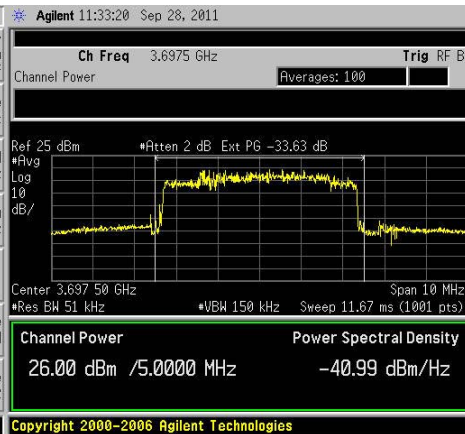 Agilent 11:33:20 Sep 28, 2011
Ch Freq 3.6975 GHz Trig RF B
Channel Power Averages: 100
Ref 25 dBm #Atten 2 dB Ext PG -33.63 dB
#Avg
Log
10
dB/
Center 3.697 50 GHz Span 10 MHz
#Res BW 51 kHz #VBW 150 kHz Sweep 11.67 ms (1001 pts)
Channel Power Power Spectral Density
26.00 dBm /5.0000 MHz -40.99 dBm/Hz
Copyright 2000-2006 Agilent Technologies